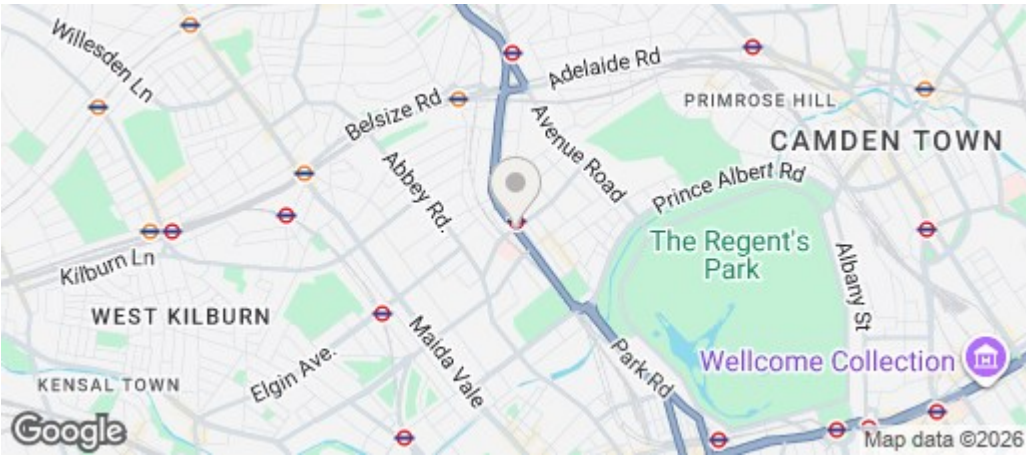 Willesden Ln
Adelaide Rd
PRIMROSE HILL
Belsize Rd
CAMDEN TOWN
Avenue Road
Abbey Rd.
Prince Albert Rd
The Regent's
Park
Kilburn Ln
Albany St
WEST KILBURN
Maida Vale
Elgin Ave.
Park Rd
Wellcome Collection
KENSAL TOWN
Google
Map data ©2026